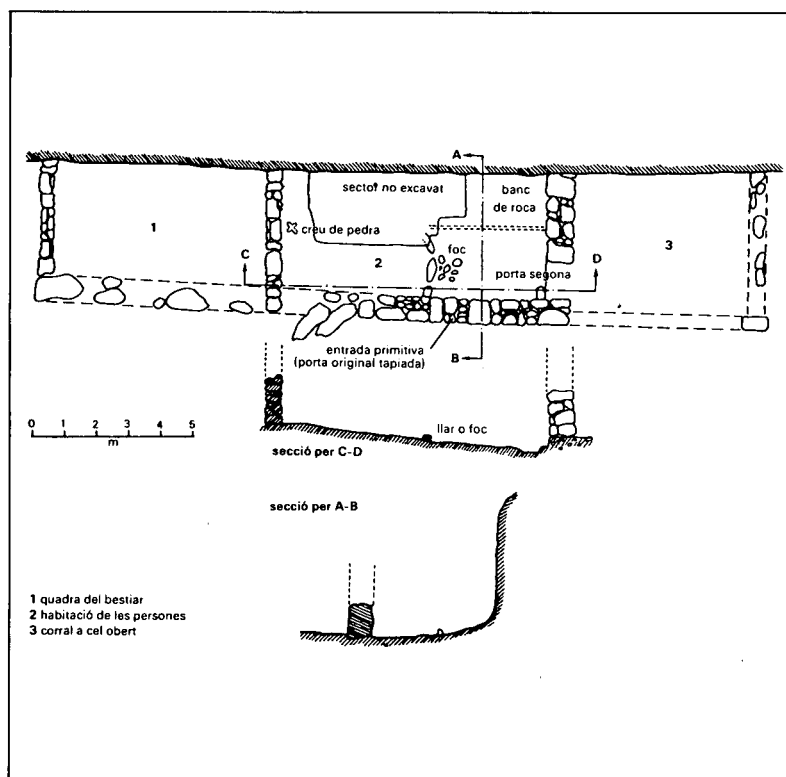 A
sector no excavat
banc
de roca
1
creu de pedra
2
foc
3
C
D
porta segona
entrada primitiva
(porta original tapiada)
B
0 1 2 3 4 5
m
llar o foc
secció per C-D
secció per A-B
1 quadra del bestiar
2 habitació de les persones
3 corral a cel obert